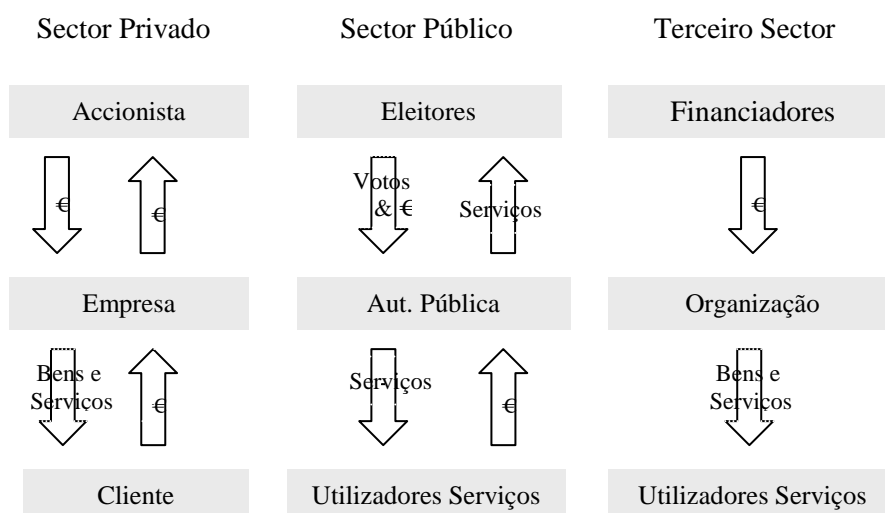 Sector Privado
Sector Público
Terceiro Sector
Accionista
Eleitores
Financiadores
€
€
Votos
& €
Serviços
€
Empresa
Aut. Pública
Organização
Bens e
Serviços
€
Serviços
€
Bens e
Serviços
Cliente
Utilizadores Serviços
Utilizadores Serviços